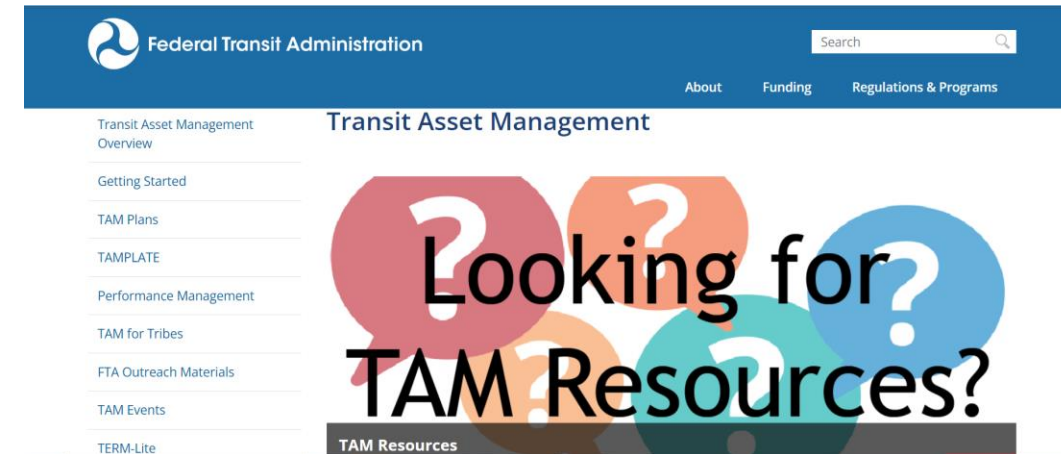 Federal Transit Administration
Search
About Funding Regulations & Programs
Transit Asset Management
Overview
Getting Started
TAM Plans
TAMPLATE
Performance Management
TAM for Tribes
FTA Outreach Materials
TAM Events
TERM-Lite
Transit Asset Management
? ? ? ? ?
Looking for
TAM Resources?
TAM Resources